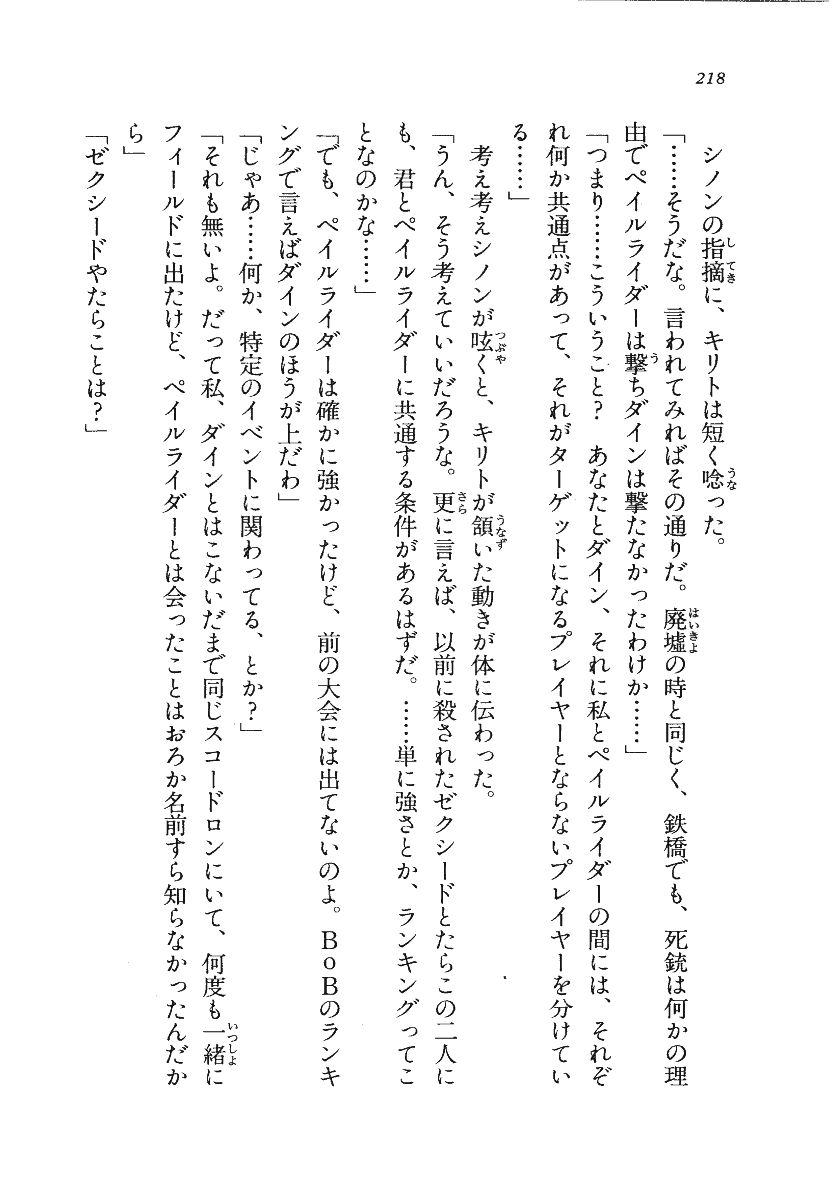 218
シノンの指摘に、キリトは短く唸った。
「……そうだな。言われてみればその通りだ。廃墟の時と同じく、鉄橋でも、死銃は何かの理
由でペイルライダーは撃ちダインは撃たなかったわけか……」
「つまり……こういうこと？　あなたとダイン、それに私とペイルライダーの間には、それぞ
れ何か共通点があって、それがターゲットになるプレイヤーとならないプレイヤーを分けてい
る……」
考え考えシノンが呟くと、キリトが頷いた動きが体に伝わった。
「うん、そう考えていいだろうな。更に言えば、以前に殺されたゼクシードとたらこの二人に
も、君とペイルライダーに共通する条件があるはずだ。……単に強さとか、ランキングってこ
となのかな……」
「でも、ペイルライダーは確かに強かったけど、前の大会には出てないのよ。ＢｏＢのランキ
ングで言えばダインのほうが上だわ」
「じゃあ……何か、特定のイベントに関わってる、とか？」
「それも無いよ。だって私、ダインとはこないだまで同じスコードロンにいて、何度も一緒に
フィールドに出たけど、ペイルライダーとは会ったことはおろか名前すら知らなかったんだか
ら」
「ゼクシードやたらことは？」